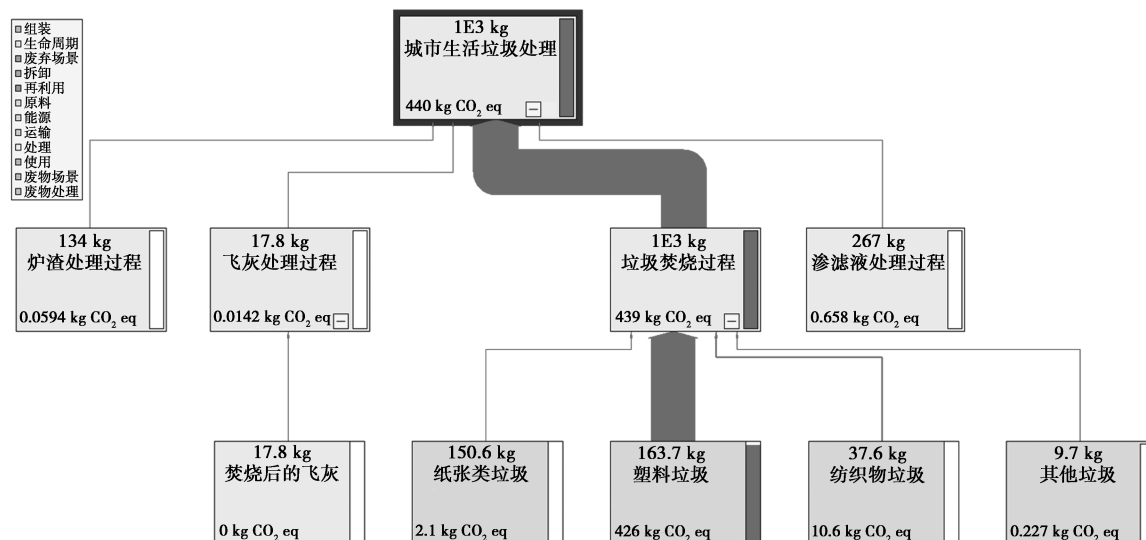 组装
生命周期
废弃场景
拆卸
再利用
原料
能源
运输
处理
使用
废物场景
废物处理
1E3 kg
城市生活垃圾处理
440 kg CO₂ eq
134 kg
炉渣处理过程
0.0594 kg CO₂ eq
17.8 kg
飞灰处理过程
0.0142 kg CO₂ eq
1E3 kg
垃圾焚烧过程
439 kg CO₂ eq
267 kg
渗滤液处理过程
0.658 kg CO₂ eq
17.8 kg
焚烧后的飞灰
0 kg CO₂ eq
150.6 kg
纸张类垃圾
2.1 kg CO₂ eq
163.7 kg
塑料垃圾
426 kg CO₂ eq
37.6 kg
纺织物垃圾
10.6 kg CO₂ eq
9.7 kg
其他垃圾
0.227 kg CO₂ eq